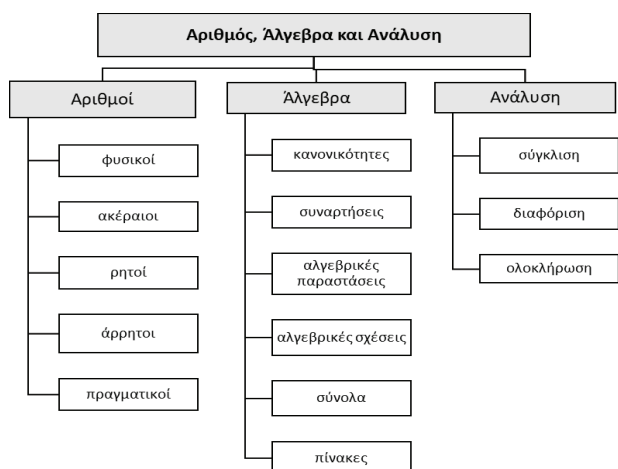 Αριθμός, Άλγεβρα και Ανάλυση
Αριθμοί
φυσικοί
ακέραιοι
ρητοί
άρρητοι
πραγματικοί
Άλγεβρα
κανονικότητες
συναρτήσεις
αλγεβρικές
παραστάσεις
αλγεβρικές σχέσεις
σύνολα
πίνακες
Ανάλυση
σύγκλιση
διαφόριση
ολοκλήρωση